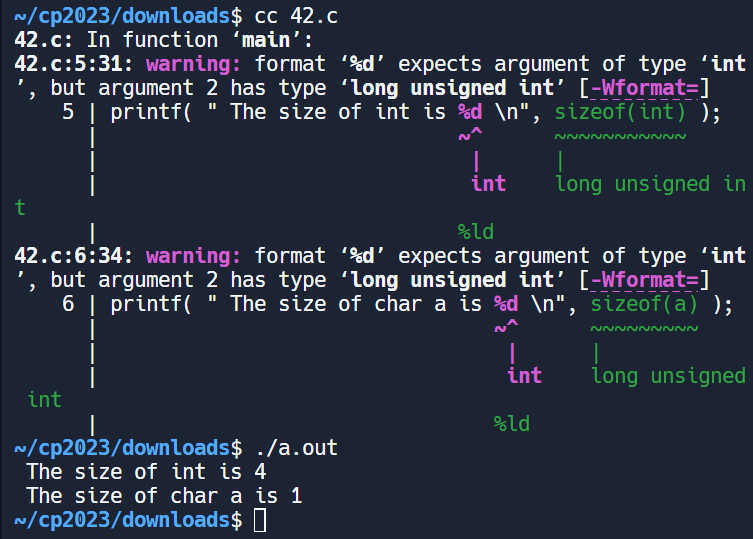 ~/cp2023/downloads$ cc 42.c
42.c: In function ‘main’:
42.c:5:31: warning: format ‘%d’ expects argument of type ‘int
’, but argument 2 has type ‘long unsigned int’ [-Wformat=]
    5 | printf( " The size of int is %d \n", sizeof(int) );
      |                              ~^      ~~~~~~~~~~~
      |                               |      |
      |                               int    long unsigned in
t
      |                              %ld
42.c:6:34: warning: format ‘%d’ expects argument of type ‘int
’, but argument 2 has type ‘long unsigned int’ [-Wformat=]
    6 | printf( " The size of char a is %d \n", sizeof(a) );
      |                                 ~^      ~~~~~~~~~
      |                                  |      |
      |                                  int    long unsigned
 int
      |                                 %ld
~/cp2023/downloads$ ./a.out
 The size of int is 4
 The size of char a is 1
~/cp2023/downloads$